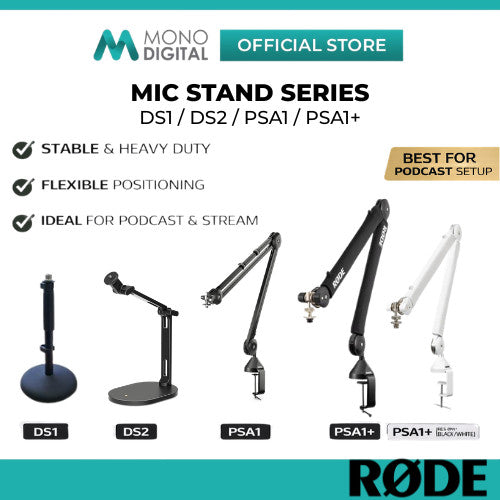 MONO
DIGITAL
OFFICIAL STORE
MIC STAND SERIES
DS1 / DS2 / PSA1 / PSA1+
STABLE & HEAVY DUTY
FLEXIBLE POSITIONING
IDEAL FOR PODCAST & STREAM
BEST FOR
PODCAST SETUP
RØDE
RØDE
DS1
DS2
PSA1
PSA1+
PSA1+
BLACK/WHITE)
RØDE